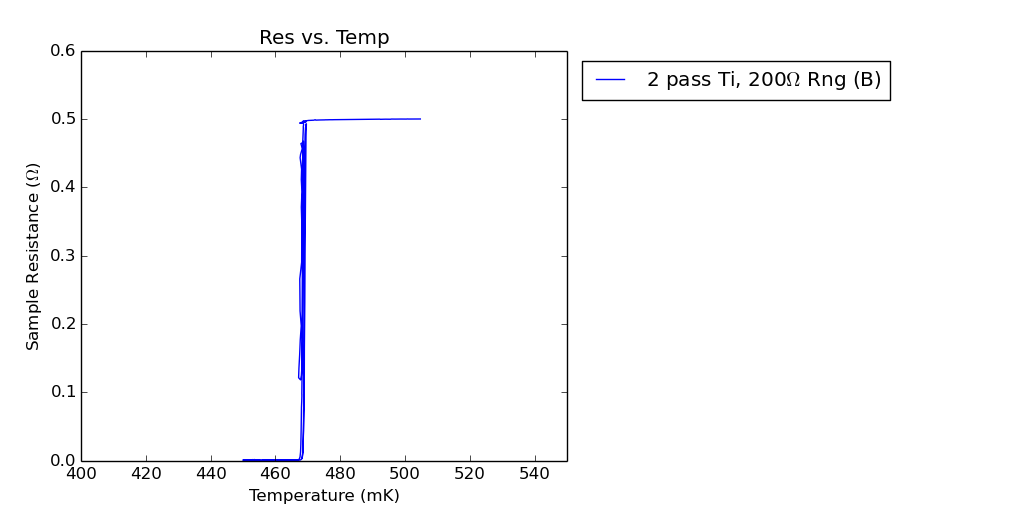 Res vs. Temp
2 pass Ti, 200Ω Rng (B)
Sample Resistance (Ω)
0.6
0.5
0.4
0.3
0.2
0.1
0.0
400 420 440 460 480 500 520 540
Temperature (mK)